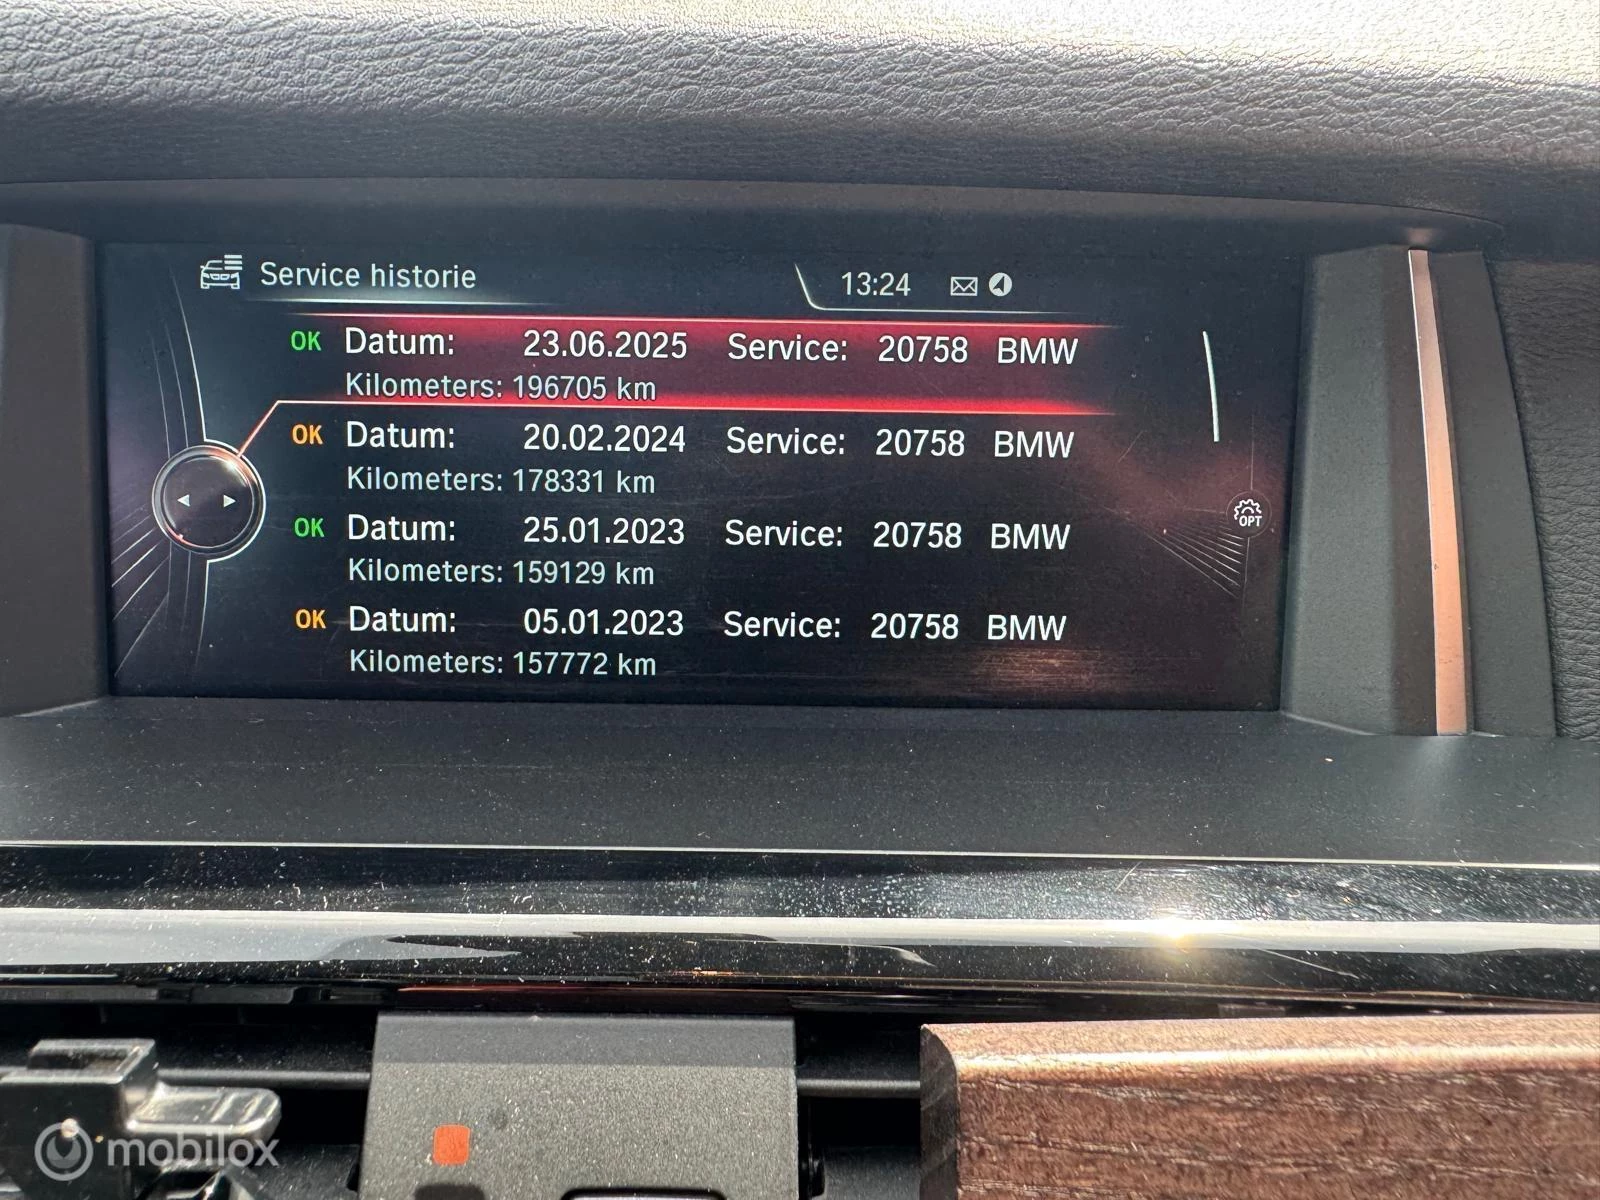 Service historie 13:24
OK Datum: 23.06.2025 Service: 20758 BMW
Kilometers: 196705 km
OK Datum: 20.02.2024 Service: 20758 BMW
Kilometers: 178331 km
OK Datum: 25.01.2023 Service: 20758 BMW
Kilometers: 159129 km
OK Datum: 05.01.2023 Service: 20758 BMW
Kilometers: 157772 km
OPT
mobilox